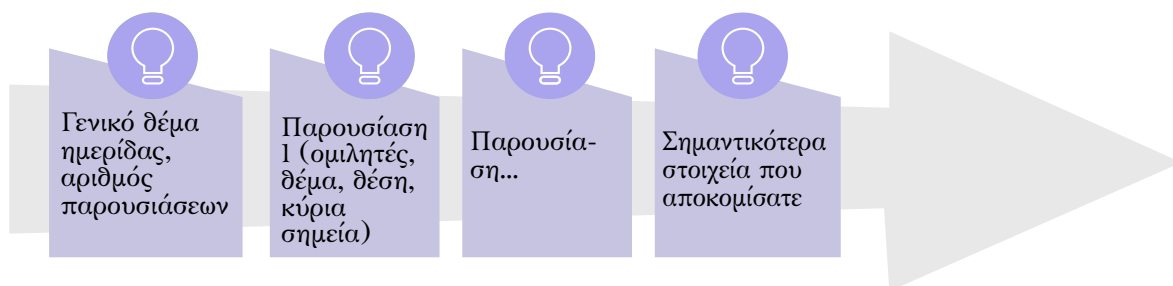 Γενικό θέμα
ημερίδας,
αριθμός
παρουσιάσεων
Παρουσίαση
1 (ομιλητές,
θέμα, θέση,
κύρια
σημεία)
Παρουσία-
ση...
Σημαντικότερα
στοιχεία που
αποκομίσατε